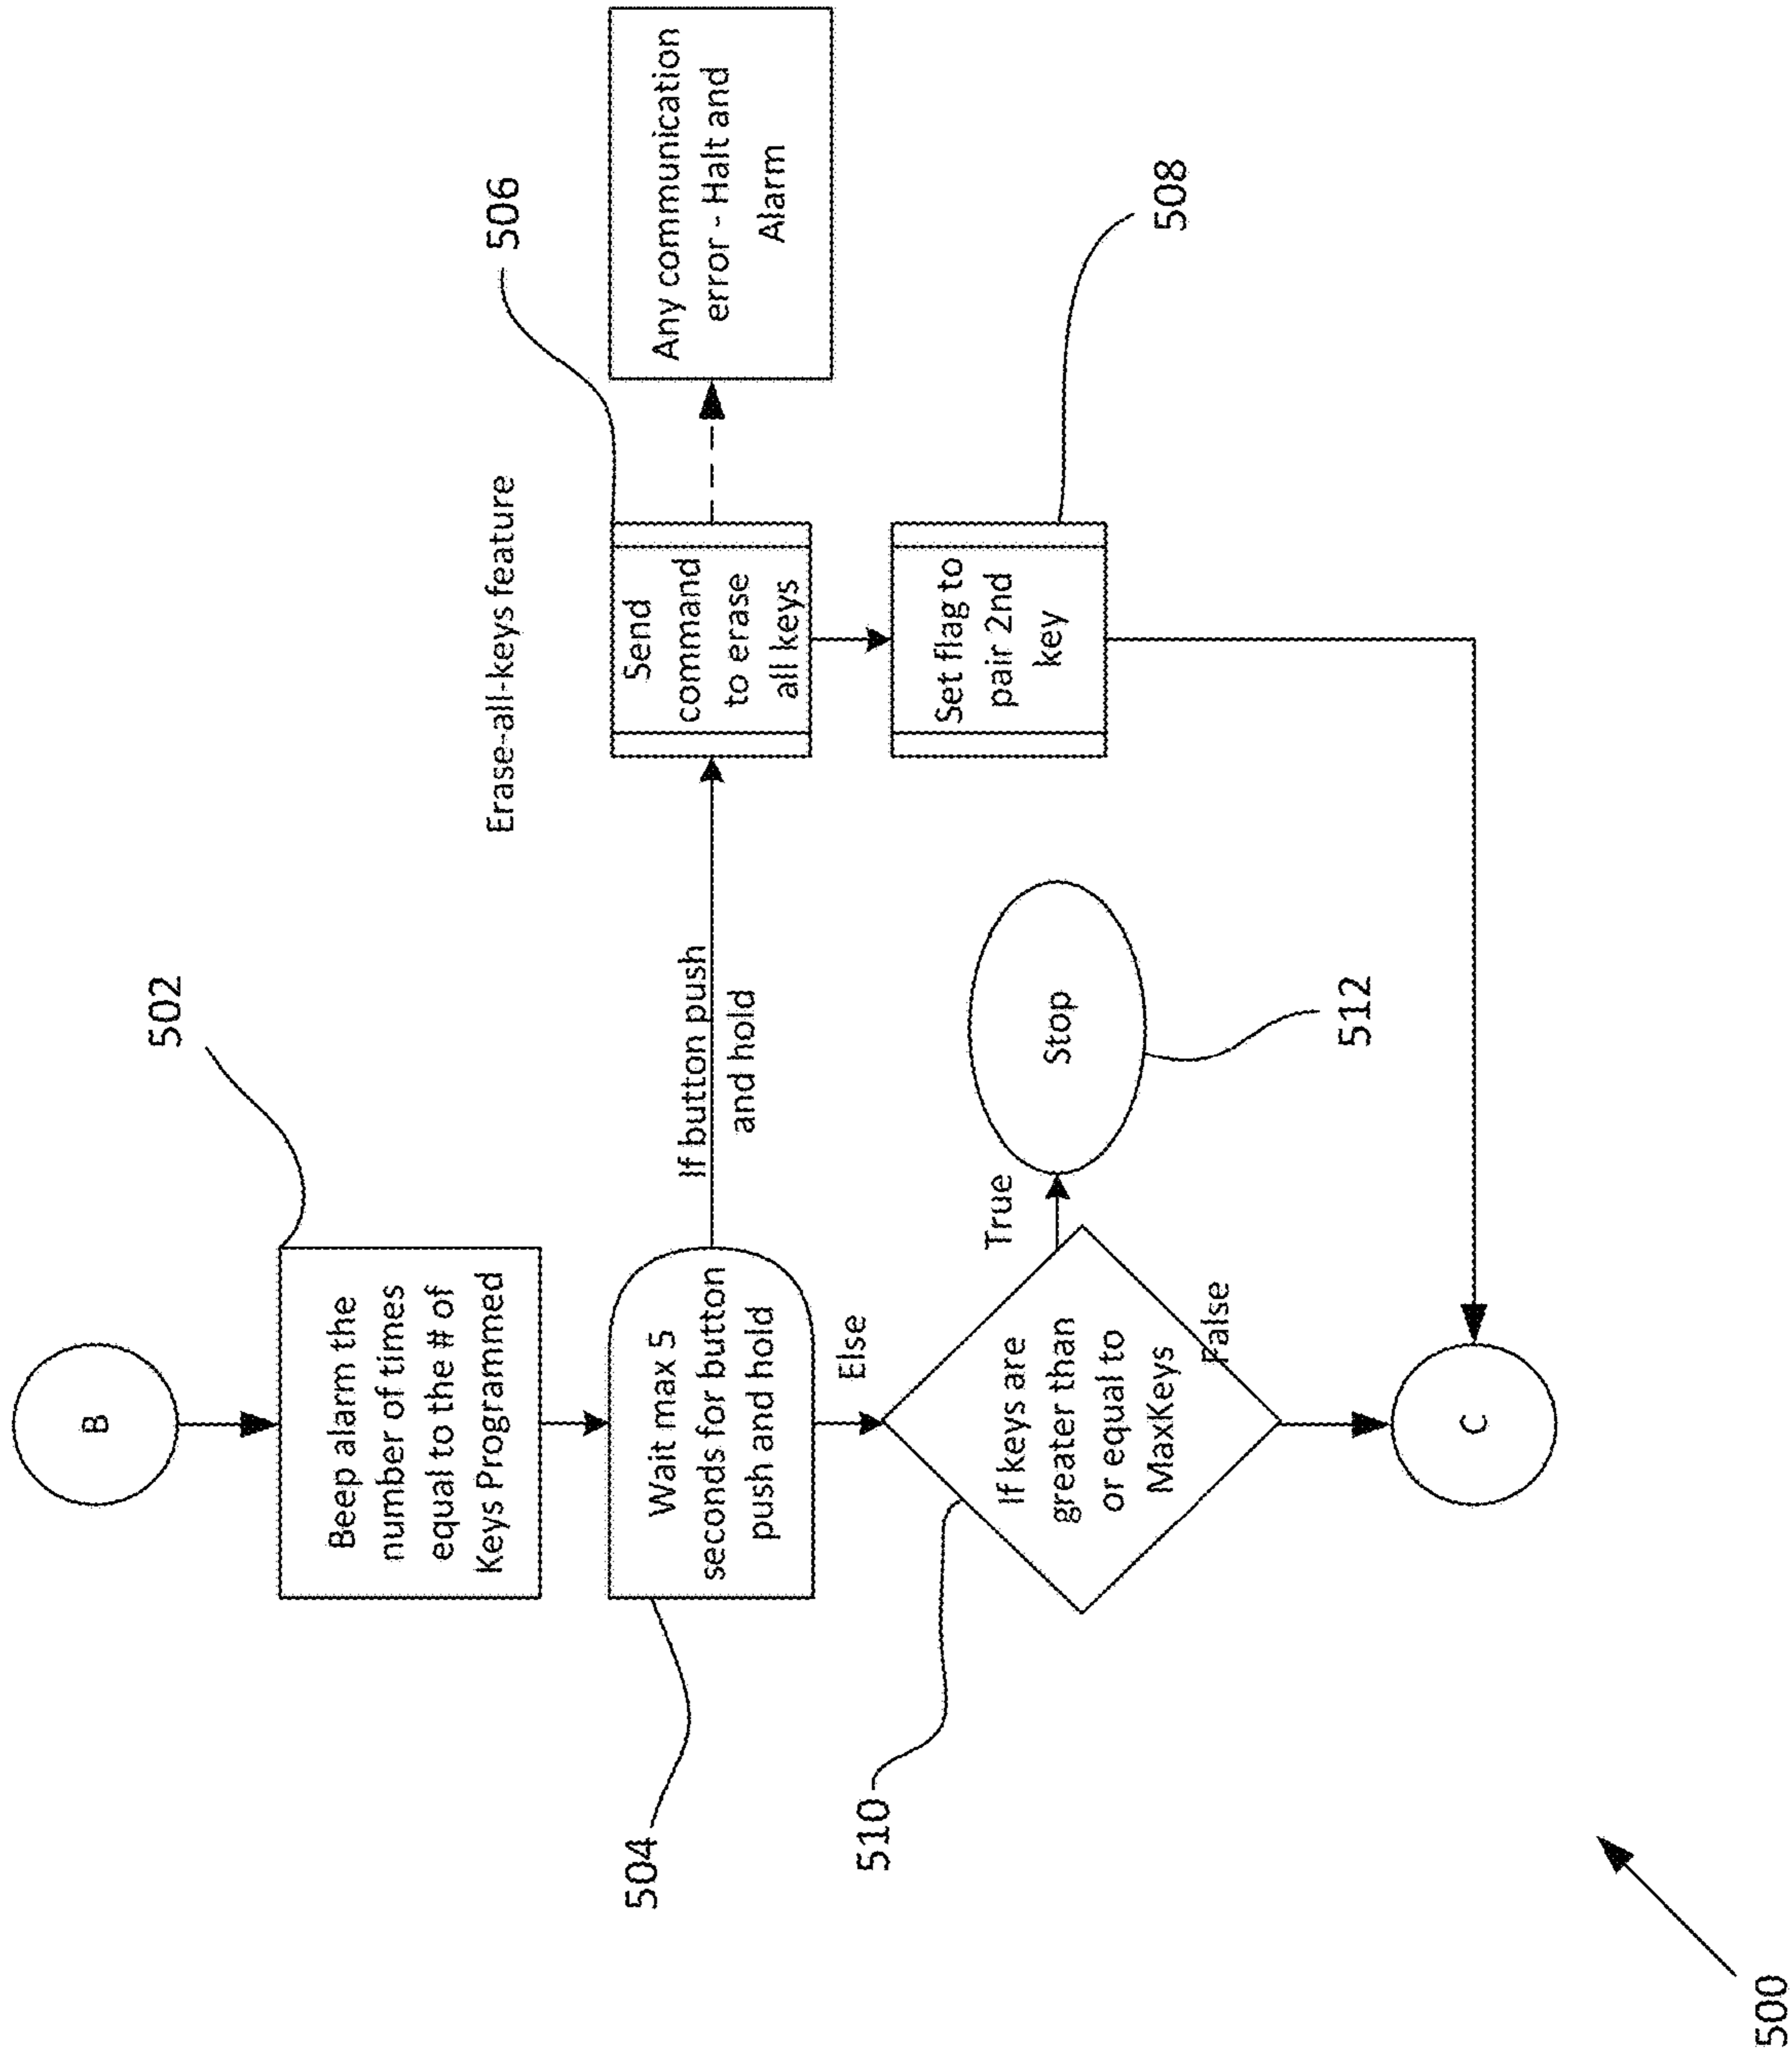 B
502
Beep alarm the
number of times
equal to the # of
Keys Programmed
504
Wait max 5
seconds for button
push and hold
If button push
and hold
Erase-all-keys feature
506
Send
command
to erase
all keys
Any communication
error - Halt and
Alarm
508
Set flag to
pair 2nd
key
Else
510
If keys are
greater than
or equal to
MaxKeys
True
Stop
512
False
C
500